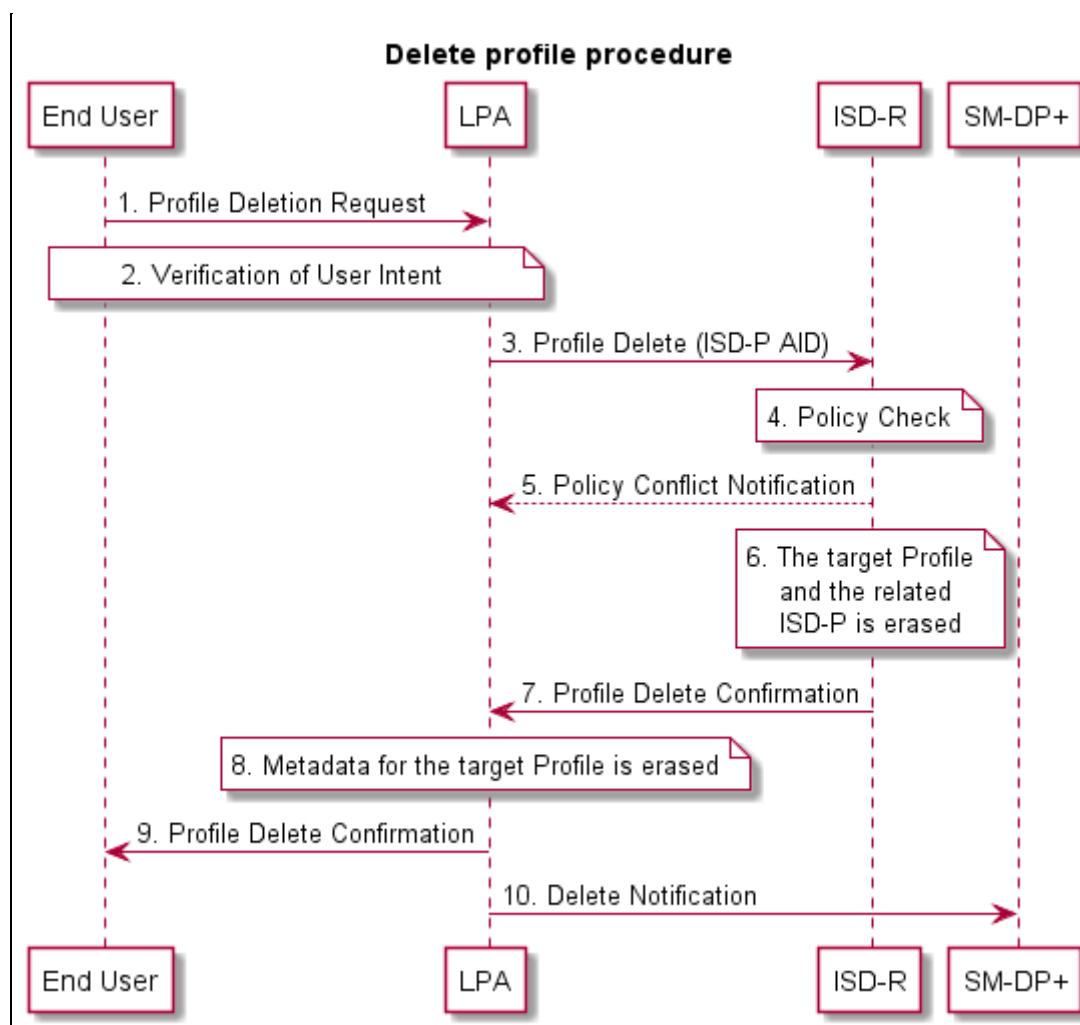 Delete profile procedure
End User
LPA
ISD-R
SM-DP+
1. Profile Deletion Request
2. Verification of User Intent
3. Profile Delete (ISD-P AID)
4. Policy Check
5. Policy Conflict Notification
6. The target Profile
and the related
ISD-P is erased
7. Profile Delete Confirmation
8. Metadata for the target Profile is erased
9. Profile Delete Confirmation
10. Delete Notification
End User
LPA
ISD-R
SM-DP+